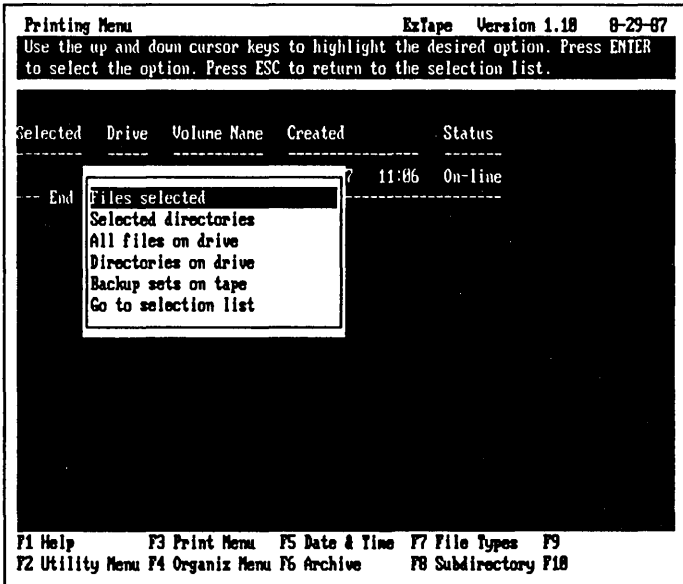 Printing Menu ExTape Version 1.10 8-29-87
Use the up and down cursor keys to highlight the desired option. Press ENTER
to select the option. Press ESC to return to the selection list.
Selected Drive Volume Name Created Status
7 11:06 On-line
--- End
Files selected
Selected directories
All files on drive
Directories on drive
Backup sets on tape
Go to selection list
F1 Help F3 Print Menu F5 Date & Time F7 File Types F9
F2 Utility Menu F4 Organiz Menu F6 Archive F8 Subdirectory F10